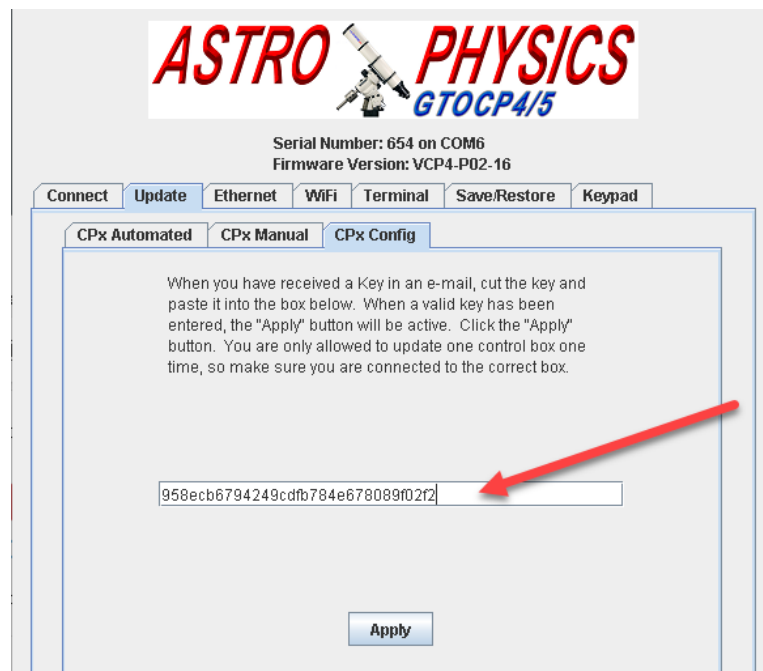 ASTRO PHYSICS
GTOCP4/5
Serial Number: 654 on COM6
Firmware Version: VCP4-P02-16
Connect Update Ethernet WiFi Terminal Save/Restore Keypad
CPx Automated CPx Manual CPx Config
When you have received a Key in an e-mail, cut the key and
paste it into the box below. When a valid key has been
entered, the "Apply" button will be active. Click the "Apply"
button. You are only allowed to update one control box one
time, so make sure you are connected to the correct box.
958ecb6794249cdfb784e678089f02f2
Apply